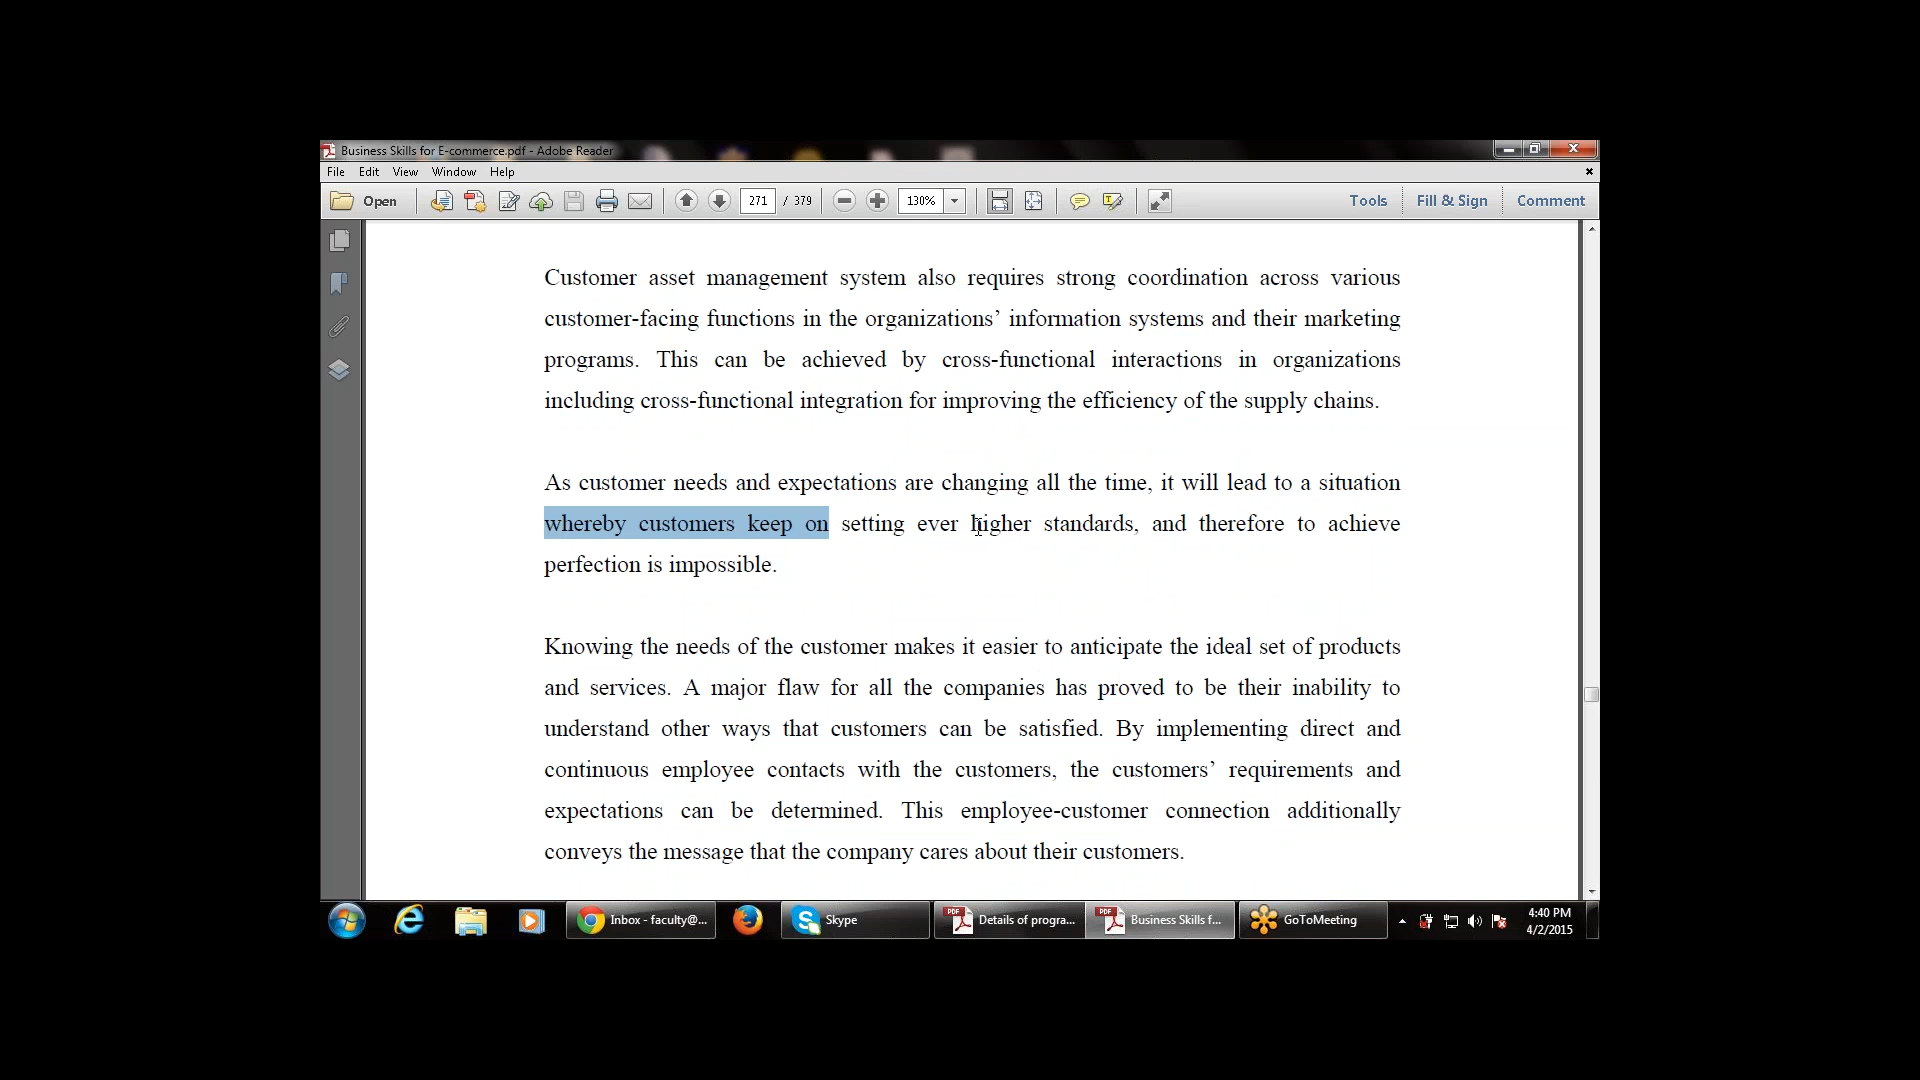 Business Skills for E-commerce.pdf - Adobe Reader
File Edit View Window Help
Open 271 / 379 130% Tools Fill & Sign Comment
Customer asset management system also requires strong coordination across various
customer-facing functions in the organizations’ information systems and their marketing
programs. This can be achieved by cross-functional interactions in organizations
including cross-functional integration for improving the efficiency of the supply chains.
As customer needs and expectations are changing all the time, it will lead to a situation
whereby customers keep on setting ever higher standards, and therefore to achieve
perfection is impossible.
Knowing the needs of the customer makes it easier to anticipate the ideal set of products
and services. A major flaw for all the companies has proved to be their inability to
understand other ways that customers can be satisfied. By implementing direct and
continuous employee contacts with the customers, the customers’ requirements and
expectations can be determined. This employee-customer connection additionally
conveys the message that the company cares about their customers.
Inbox - faculty@... Skype Details of progra... Business Skills f... GoToMeeting 4:40 PM
4/2/2015